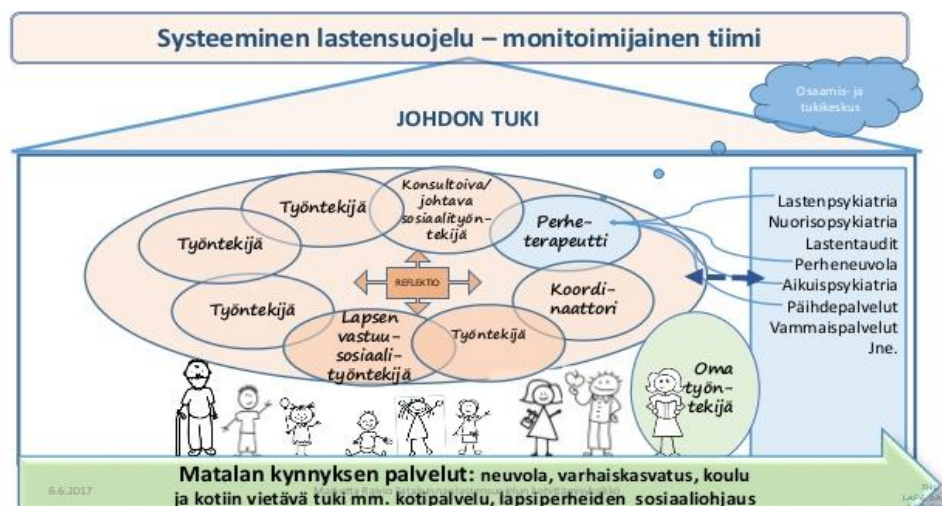 Systeeminen lastensuojelu – monitoimijainen tiimi
Osaamis- ja
tukikeskus
JOHDON TUKI
Konsultoiva/
johtava
sosiaalityön-
tekijä
Työntekijä
Työntekijä
Työntekijä
Perhe-
terapeutti
REFLEKTIO
Koordi-
naattori
Lapsen
vastuu-
sosiaali-
työntekijä
Työntekijä
Oma
työn-
tekijä
Lastenpsykiatria
Nuorisopsykiatria
Lastentaudit
Perheneuvola
Aikuispsykiatria
Päihdepalvelut
Vammaispalvelut
Jne.
Matalan kynnyksen palvelut: neuvola, varhaiskasvatus, koulu
ja kotiin vietävä tuki mm. kotipalvelu, lapsiperheiden sosiaaliohjaus
6.6.2017